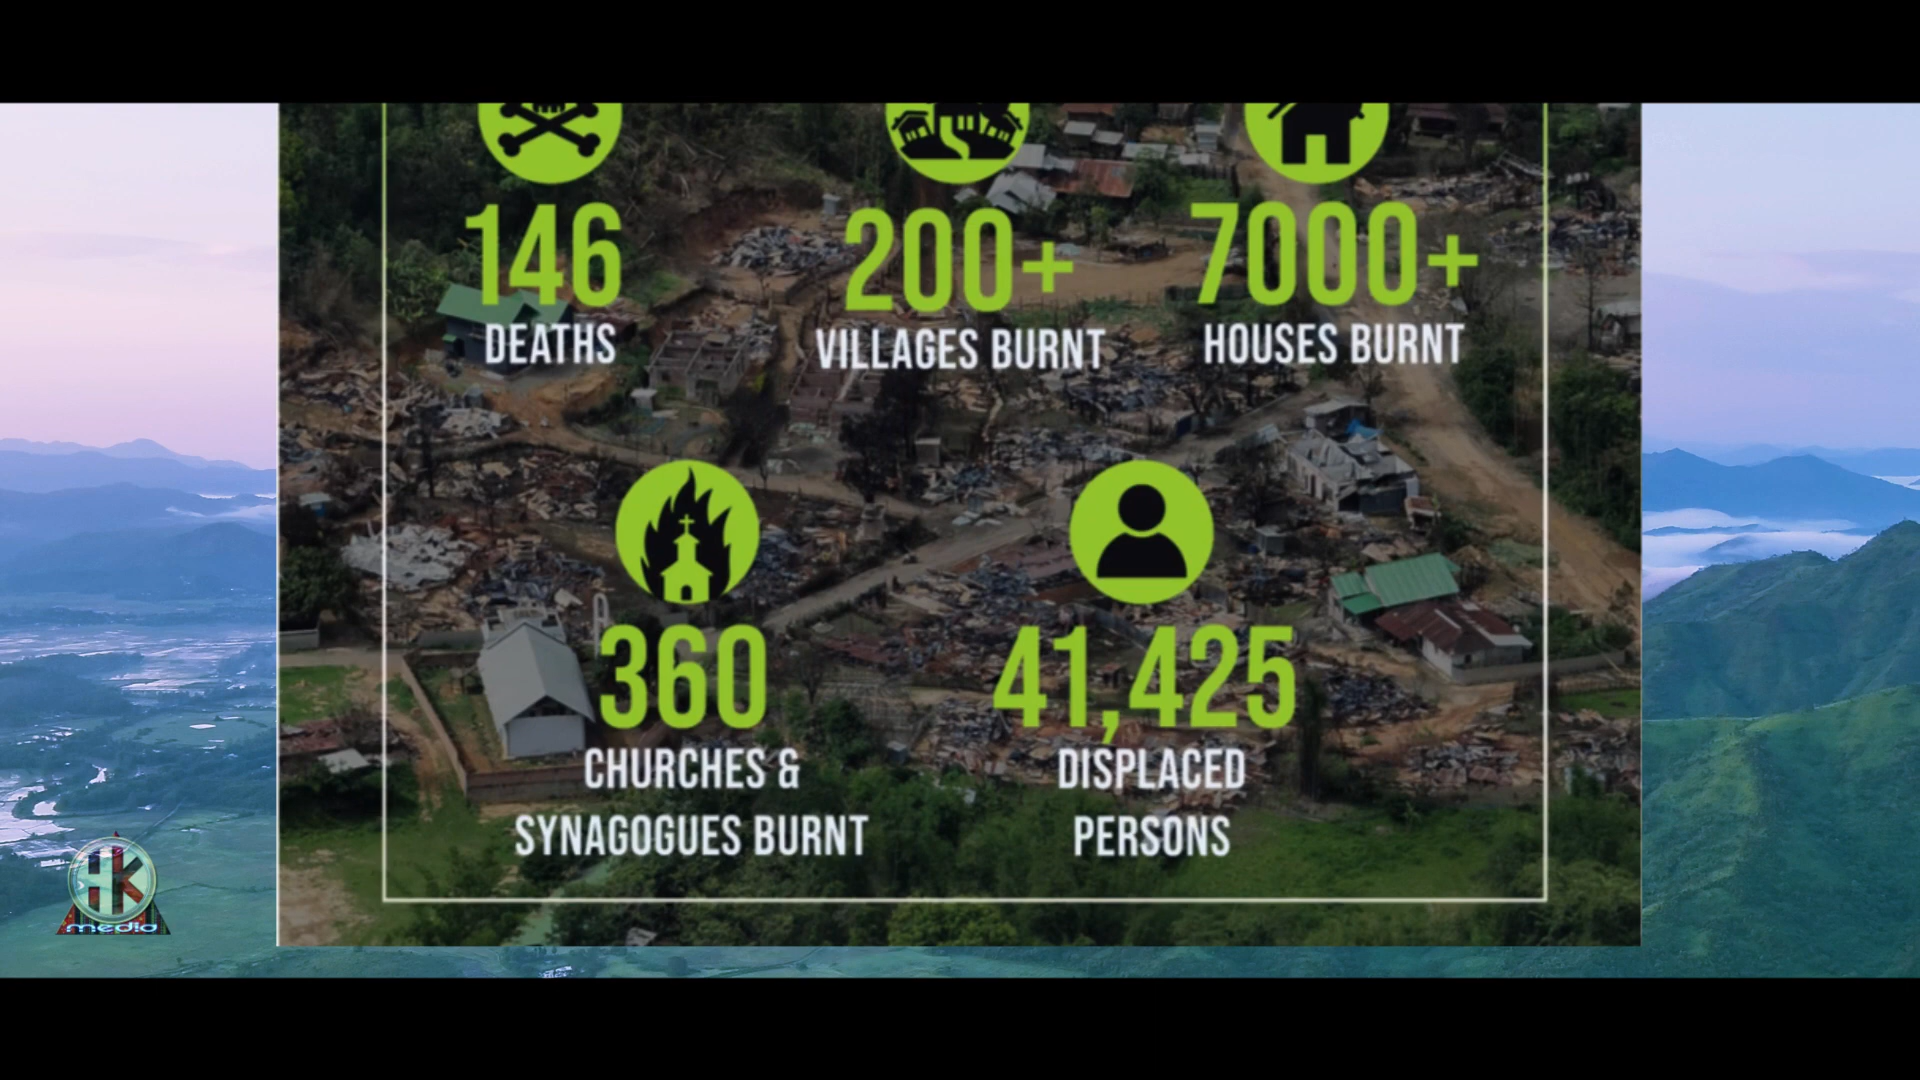 146
DEATHS
200+
VILLAGES BURNT
7000+
HOUSES BURNT
360
CHURCHES &
SYNAGOGUES BURNT
41,425
DISPLACED
PERSONS
HK
media